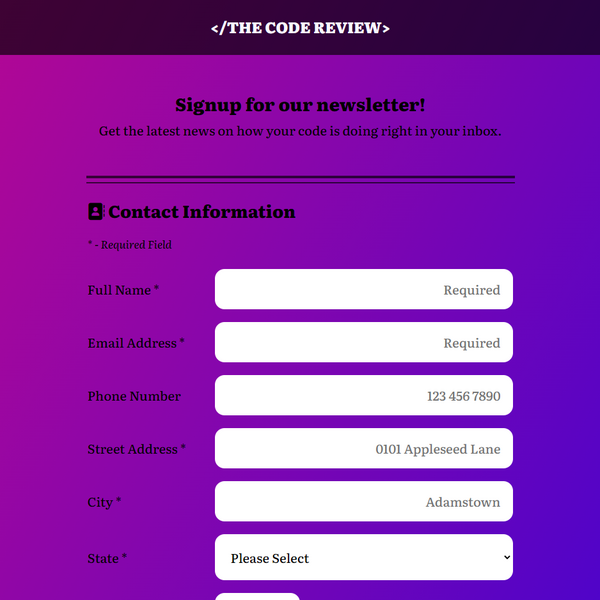 </THE CODE REVIEW>
Signup for our newsletter!
Get the latest news on how your code is doing right in your inbox.
Contact Information
* - Required Field
Full Name * Required
Email Address * Required
Phone Number 123 456 7890
Street Address * 0101 Appleseed Lane
City * Adamstown
State * Please Select